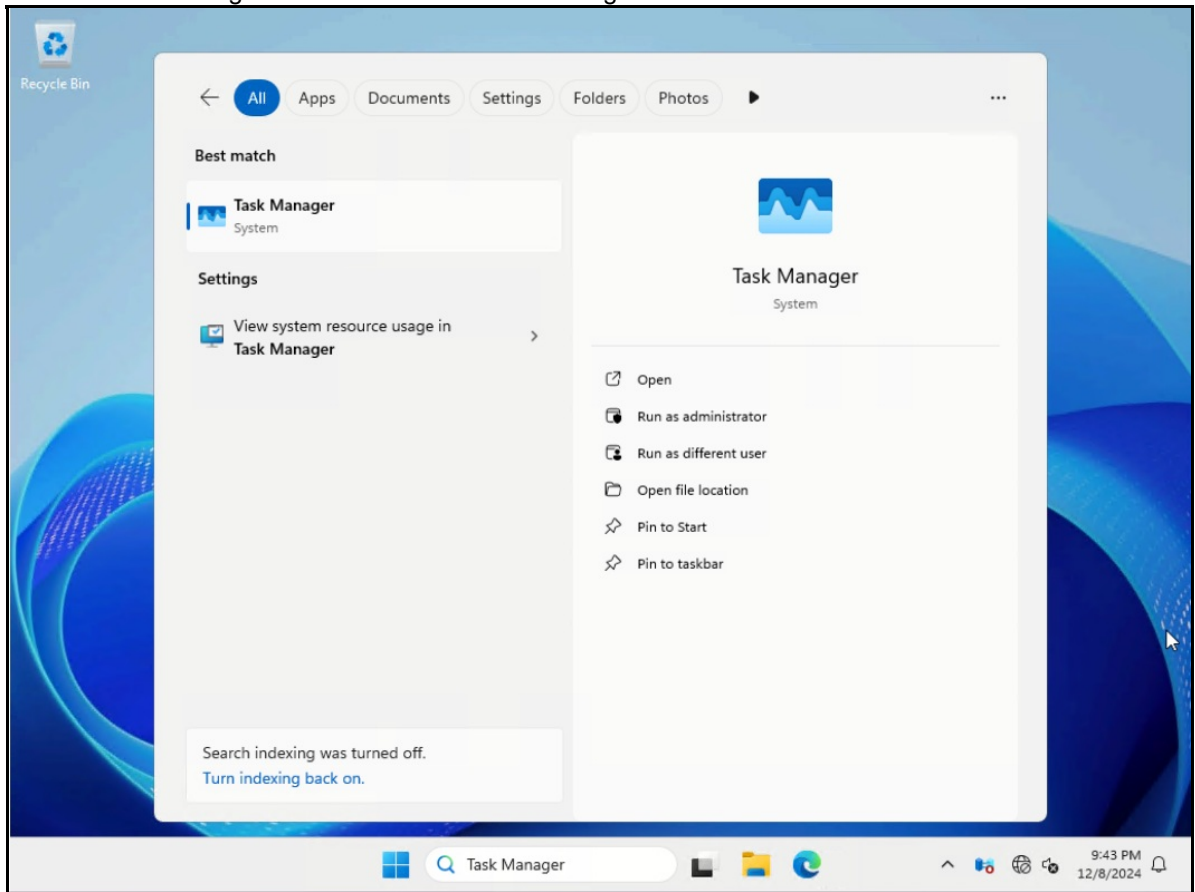 Recycle Bin
All Apps Documents Settings Folders Photos
Best match
Task Manager
System
Settings
View system resource usage in
Task Manager
Search indexing was turned off.
Turn indexing back on.
Task Manager
System
Open
Run as administrator
Run as different user
Open file location
Pin to Start
Pin to taskbar
Task Manager
9:43 PM
12/8/2024